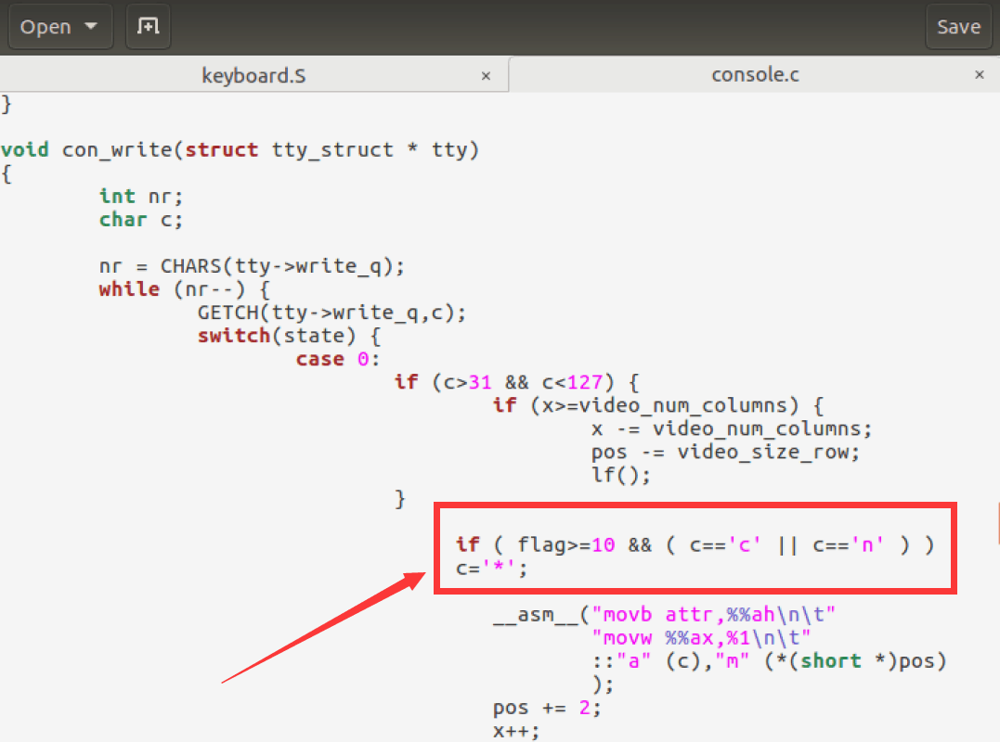 Open Save
keyboard.S × console.c ×
}
void con_write(struct tty_struct * tty)
{
int nr;
char c;
nr = CHARS(tty->write_q);
while (nr--) {
GETCH(tty->write_q,c);
switch(state) {
case 0:
if (c>31 && c<127) {
if (x>=video_num_columns) {
x -= video_num_columns;
pos -= video_size_row;
lf();
}
if ( flag>=10 && ( c=='c' || c=='n' ) )
c='*';
__asm__("movb attr,%%ah\n\t"
"movw %%ax,%1\n\t"
::"a" (c),"m" (*(short *)pos)
);
pos += 2;
x++;